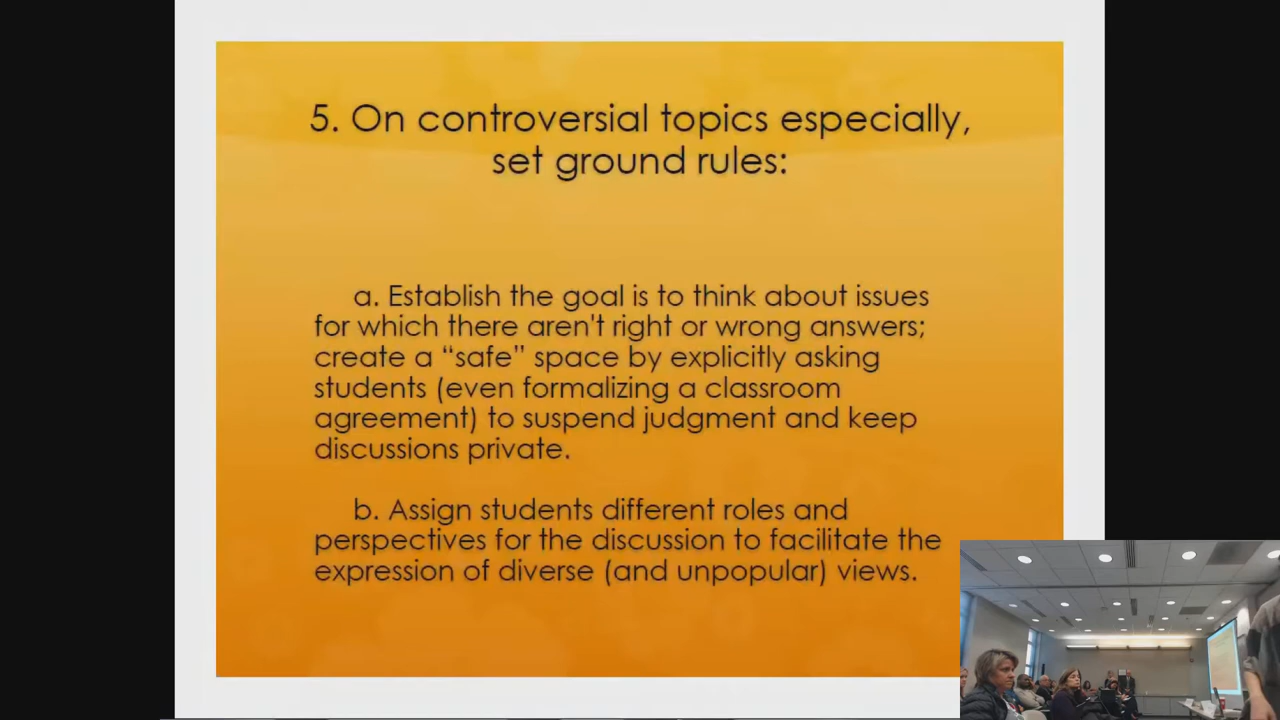 5. On controversial topics especially,
set ground rules:
a. Establish the goal is to think about issues
for which there aren't right or wrong answers;
create a “safe” space by explicitly asking
students (even formalizing a classroom
agreement) to suspend judgment and keep
discussions private.
b. Assign students different roles and
perspectives for the discussion to facilitate the
expression of diverse (and unpopular) views.